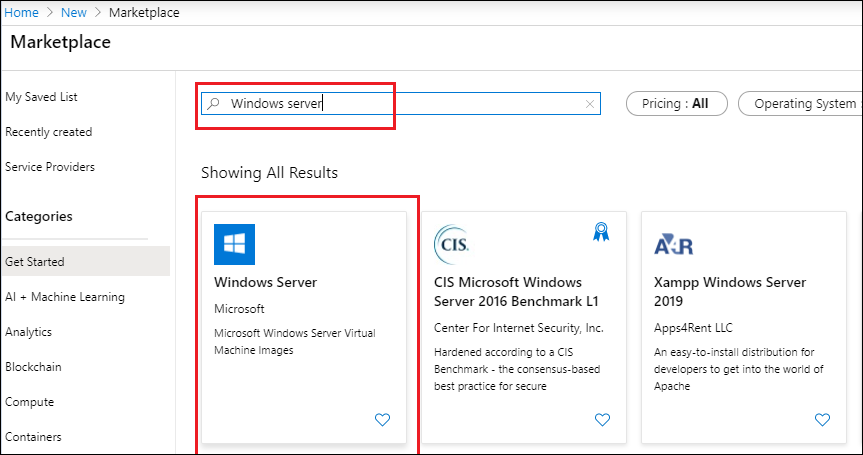 Home > New > Marketplace
Marketplace
My Saved List
Recently created
Service Providers
Categories
Get Started
AI + Machine Learning
Analytics
Blockchain
Compute
Containers
Windows server
Pricing : All
Operating System :
Showing All Results
Windows Server
Microsoft
Microsoft Windows Server Virtual
Machine Images
CIS.
CIS Microsoft Windows
Server 2016 Benchmark L1
Center For Internet Security, Inc.
Hardened according to a CIS
Benchmark - the consensus-based
best practice for secure
A4R
Xampp Windows Server
2019
Apps4Rent LLC
An easy-to-install distribution for
developers to get into the world of
Apache